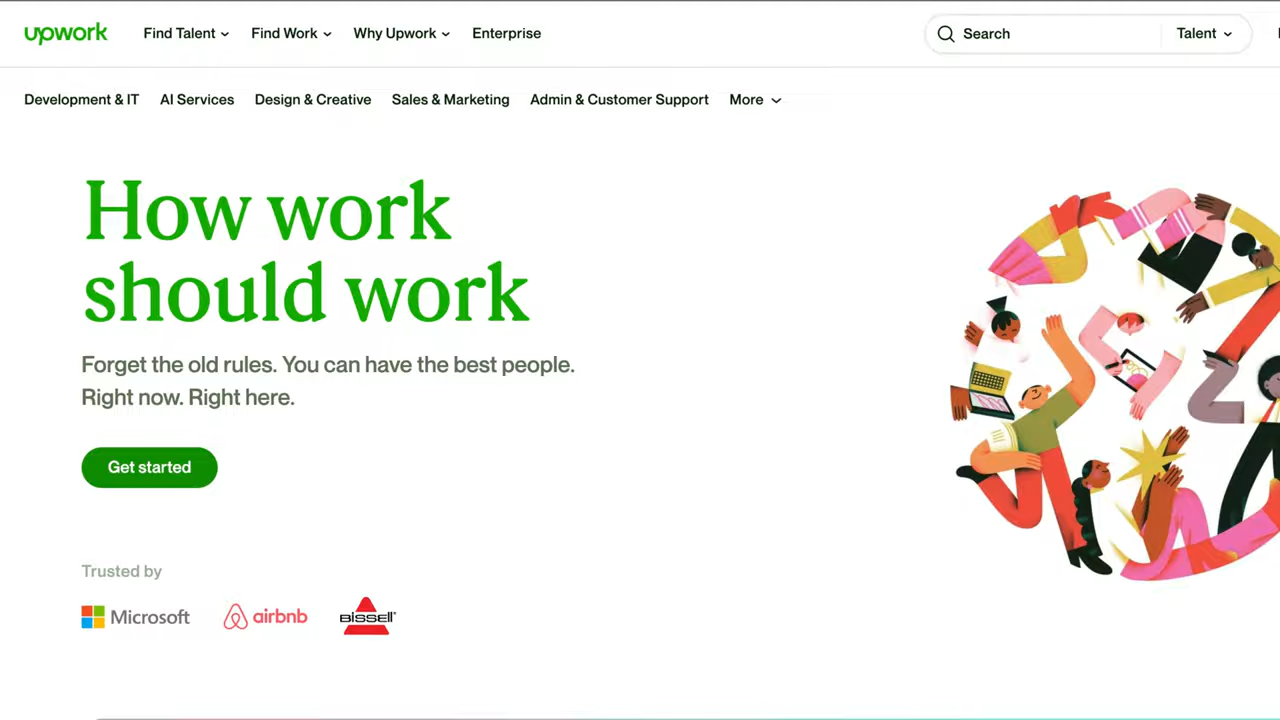 upwork Find Talent Find Work Why Upwork Enterprise Search Talent
Development & IT AI Services Design & Creative Sales & Marketing Admin & Customer Support More
How work
should work
Forget the old rules. You can have the best people.
Right now. Right here.
Get started
Trusted by
Microsoft airbnb BISSELL